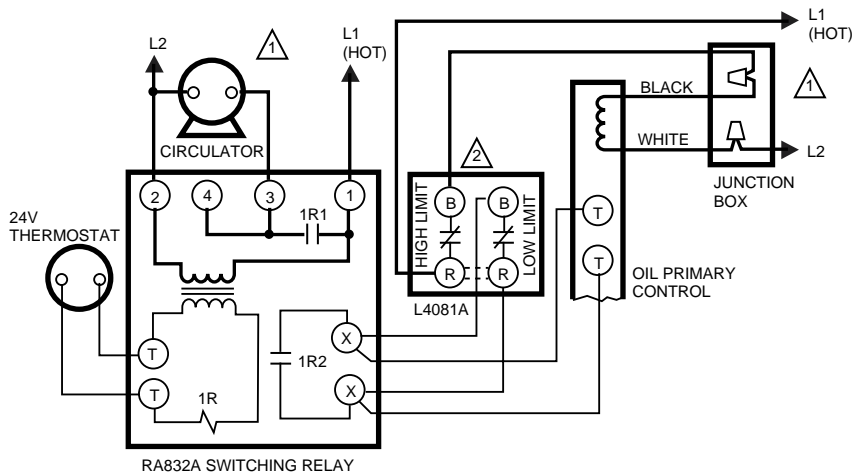 L1
(HOT)
L2
1
L1
(HOT)
BLACK
1
CIRCULATOR
WHITE
L2
2
JUNCTION
BOX
2
4
3
1
24V
THERMOSTAT
1R1
HIGH LIMIT
B
B
LOW LIMIT
T
R
R
T
OIL PRIMARY
CONTROL
L4081A
T
X
1R2
T
1R
X
RA832A SWITCHING RELAY